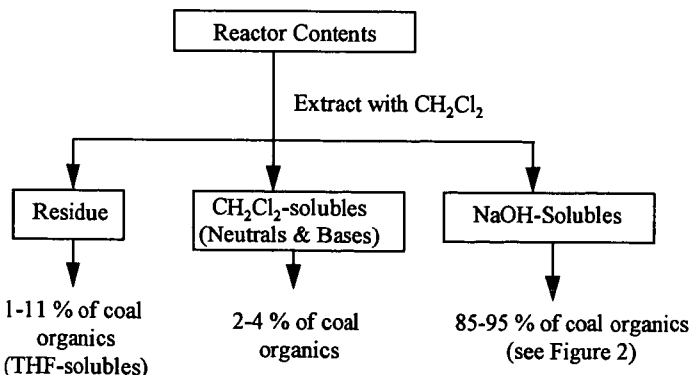 Reactor Contents
Extract with CH₂Cl₂
Residue
CH₂Cl₂-solubles
(Neutrals & Bases)
NaOH-Solubles
1-11 % of coal
organics
(THF-solubles)
2-4 % of coal
organics
85-95 % of coal organics
(see Figure 2)